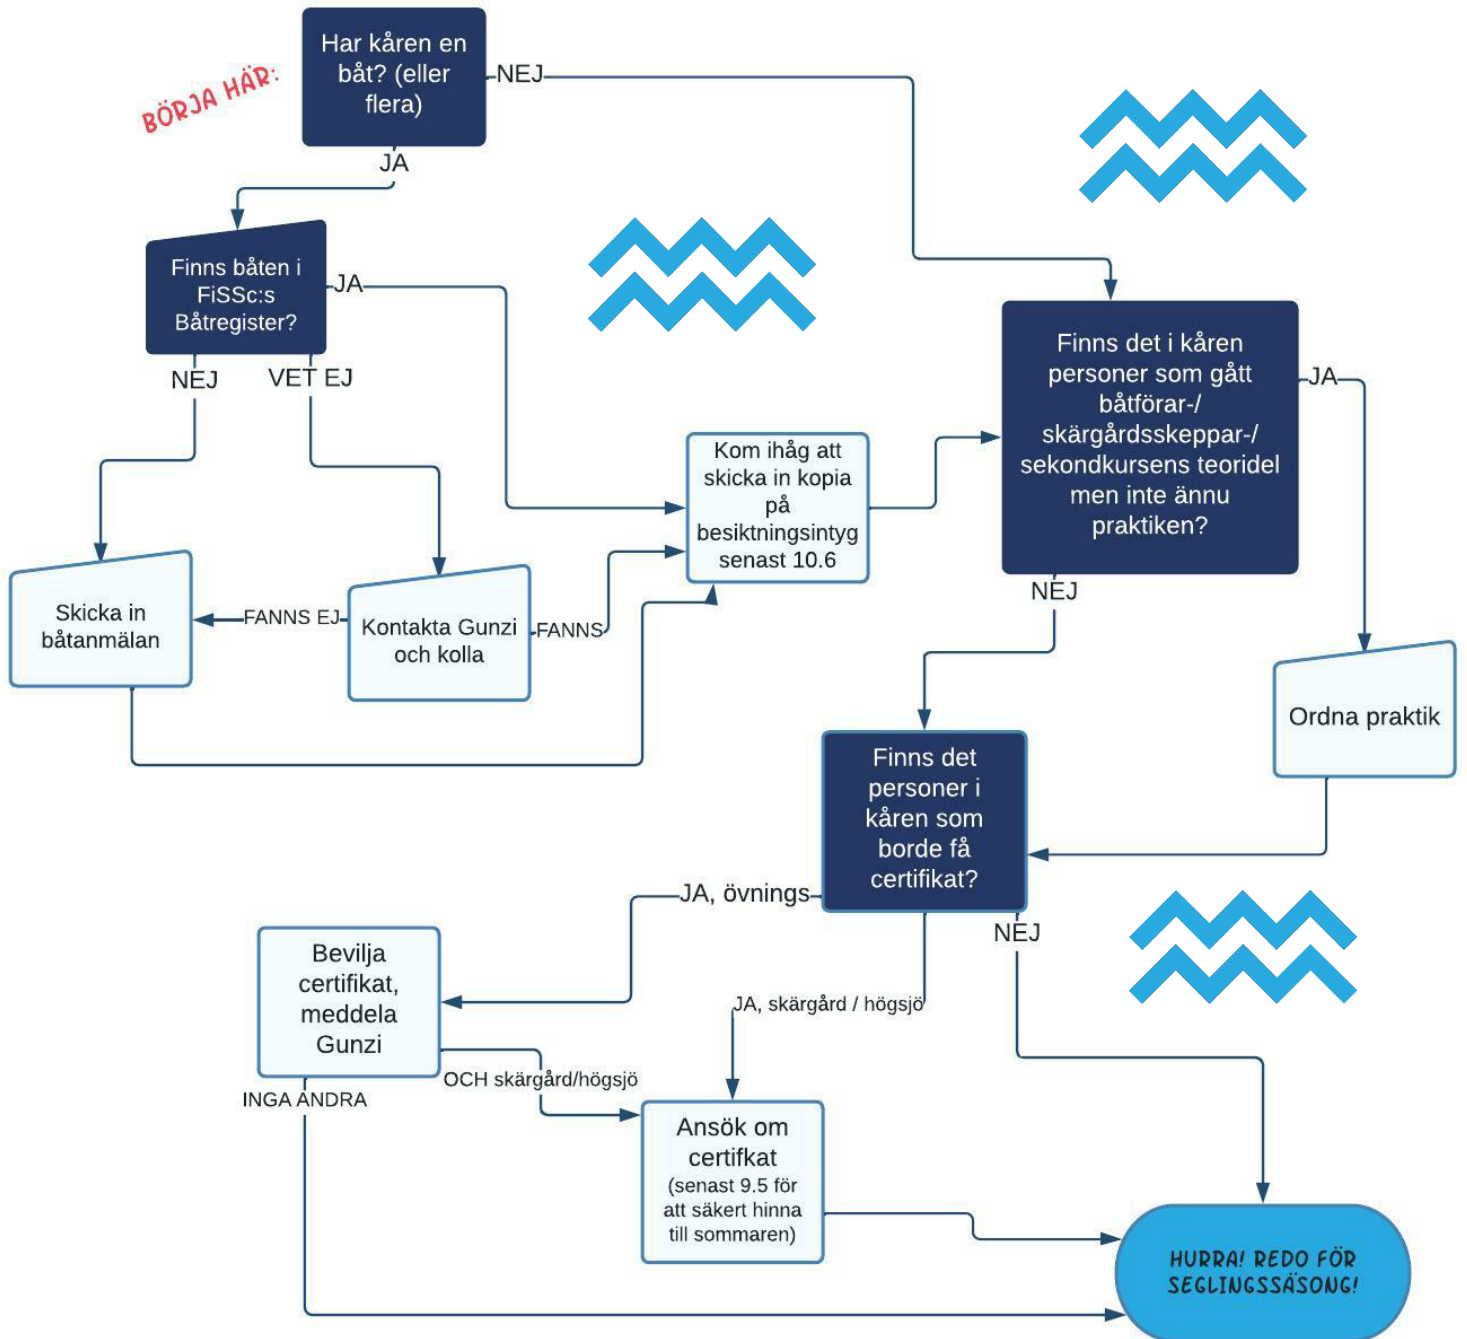 BÖRJA HÄR:
Har kåren en
båt? (eller
flera)
NEJ
JA
Finns båten i
FiSSc:s
Båtregister?
JA
NEJ
VET EJ
Finns det i kåren
personer som gått
båtförar-/
skärgårdsskeppar-/
sekondkursens teoridel
men inte ännu
praktiken?
JA
NEJ
Kom ihåg att
skicka in kopia
på
besiktningsintyg
senast 10.6
Skicka in
båtanmälan
FANNS EJ
Kontakta Gunzi
och kolla
FANNS
Ordna praktik
Finns det
personer i
kåren som
borde få
certifikat?
JA, övnings
NEJ
JA, skärgård / högsjö
Bevilja
certifikat,
meddela
Gunzi
OCH skärgård/högsjö
INGA ANDRA
Ansök om
certifkat
(senast 9.5 för
att säkert hinna
till sommaren)
HURRA! REDO FÖR
SEGLINGSSÄSONG!